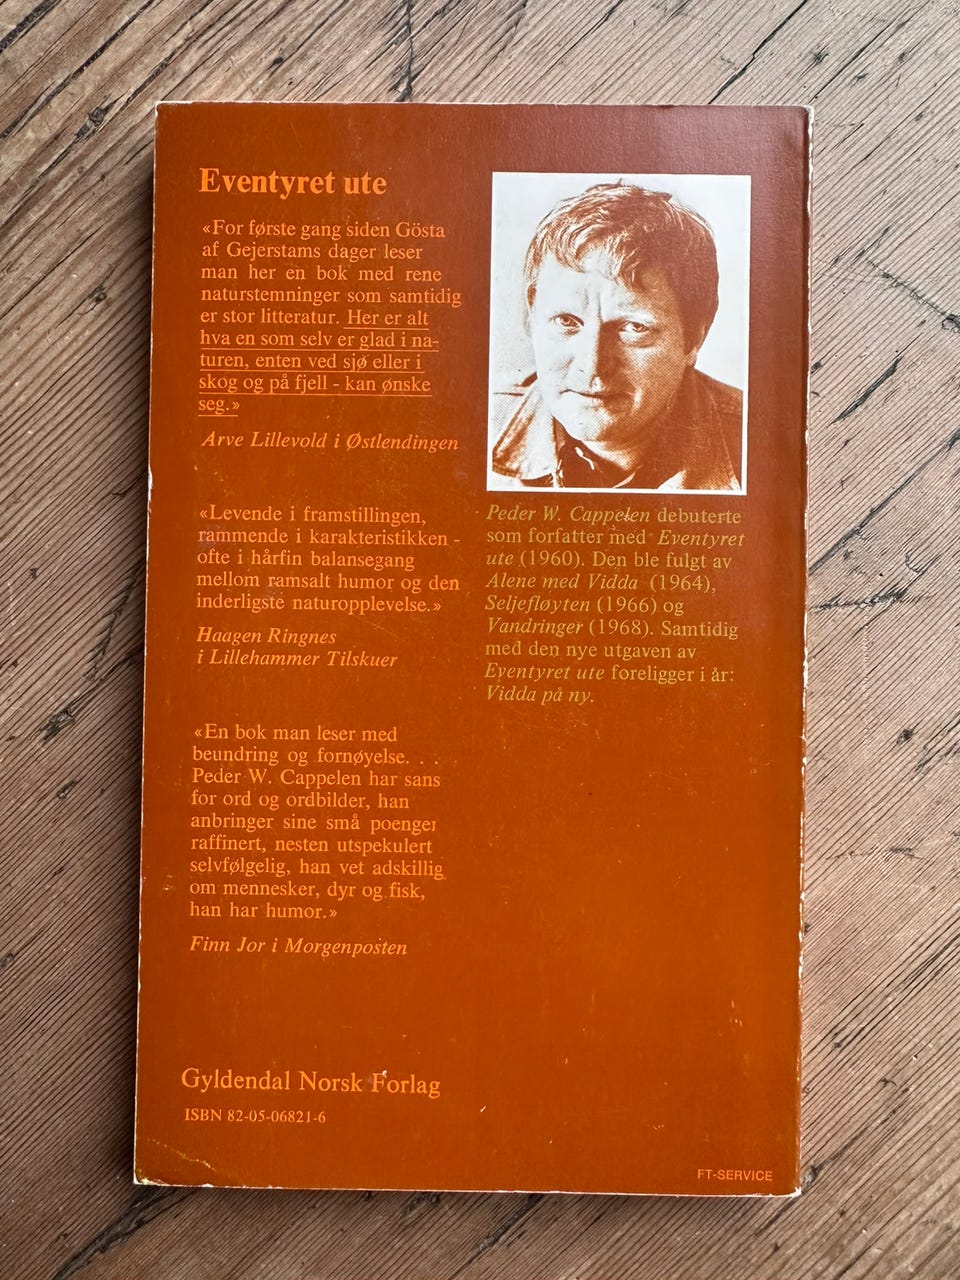 Eventyret ute
«For første gang siden Gösta
af Gejerstams dager leser
man her en bok med rene
naturstemninger som samtidig
er stor litteratur. Her er alt
hva en som selv er glad i na-
turen, enten ved sjø eller i
skog og på fjell - kan ønske
seg.»
Arve Lillevold i Østlendingen
«Levende i framstillingen,
rammende i karakteristikken -
ofte i hårfin balansegang
mellom ramsalt humor og den
inderligste naturopplevelse.»
Haagen Ringnes
i Lillehammer Tilskuer
«En bok man leser med
beundring og fornøyelse. . .
Peder W. Cappelen har sans
for ord og ordbilder, han
anbringer sine små poenger
raffinert, nesten utspekulert
selvfølgelig, han vet adskillig
om mennesker, dyr og fisk,
han har humor.»
Finn Jor i Morgenposten
Peder W. Cappelen debuterte
som forfatter med Eventyret
ute (1960). Den ble fulgt av
Alene med Vidda (1964),
Seljefløyten (1966) og
Vandringer (1968). Samtidig
med den nye utgaven av
Eventyret ute foreligger i år:
Vidda på ny.
Gyldendal Norsk Forlag
ISBN 82-05-06821-6
FT-SERVICE